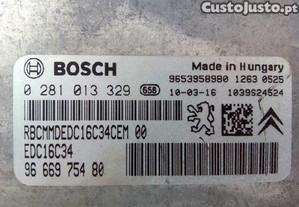 CustoJusto.pt
BOSCH
Made in Hungary
9653958980 1263 0525
0 281 013 329 658
10-03-16 1039S24524
RBCMMDEDC16C34CEM 00
EDC16C34
96 669 754 80